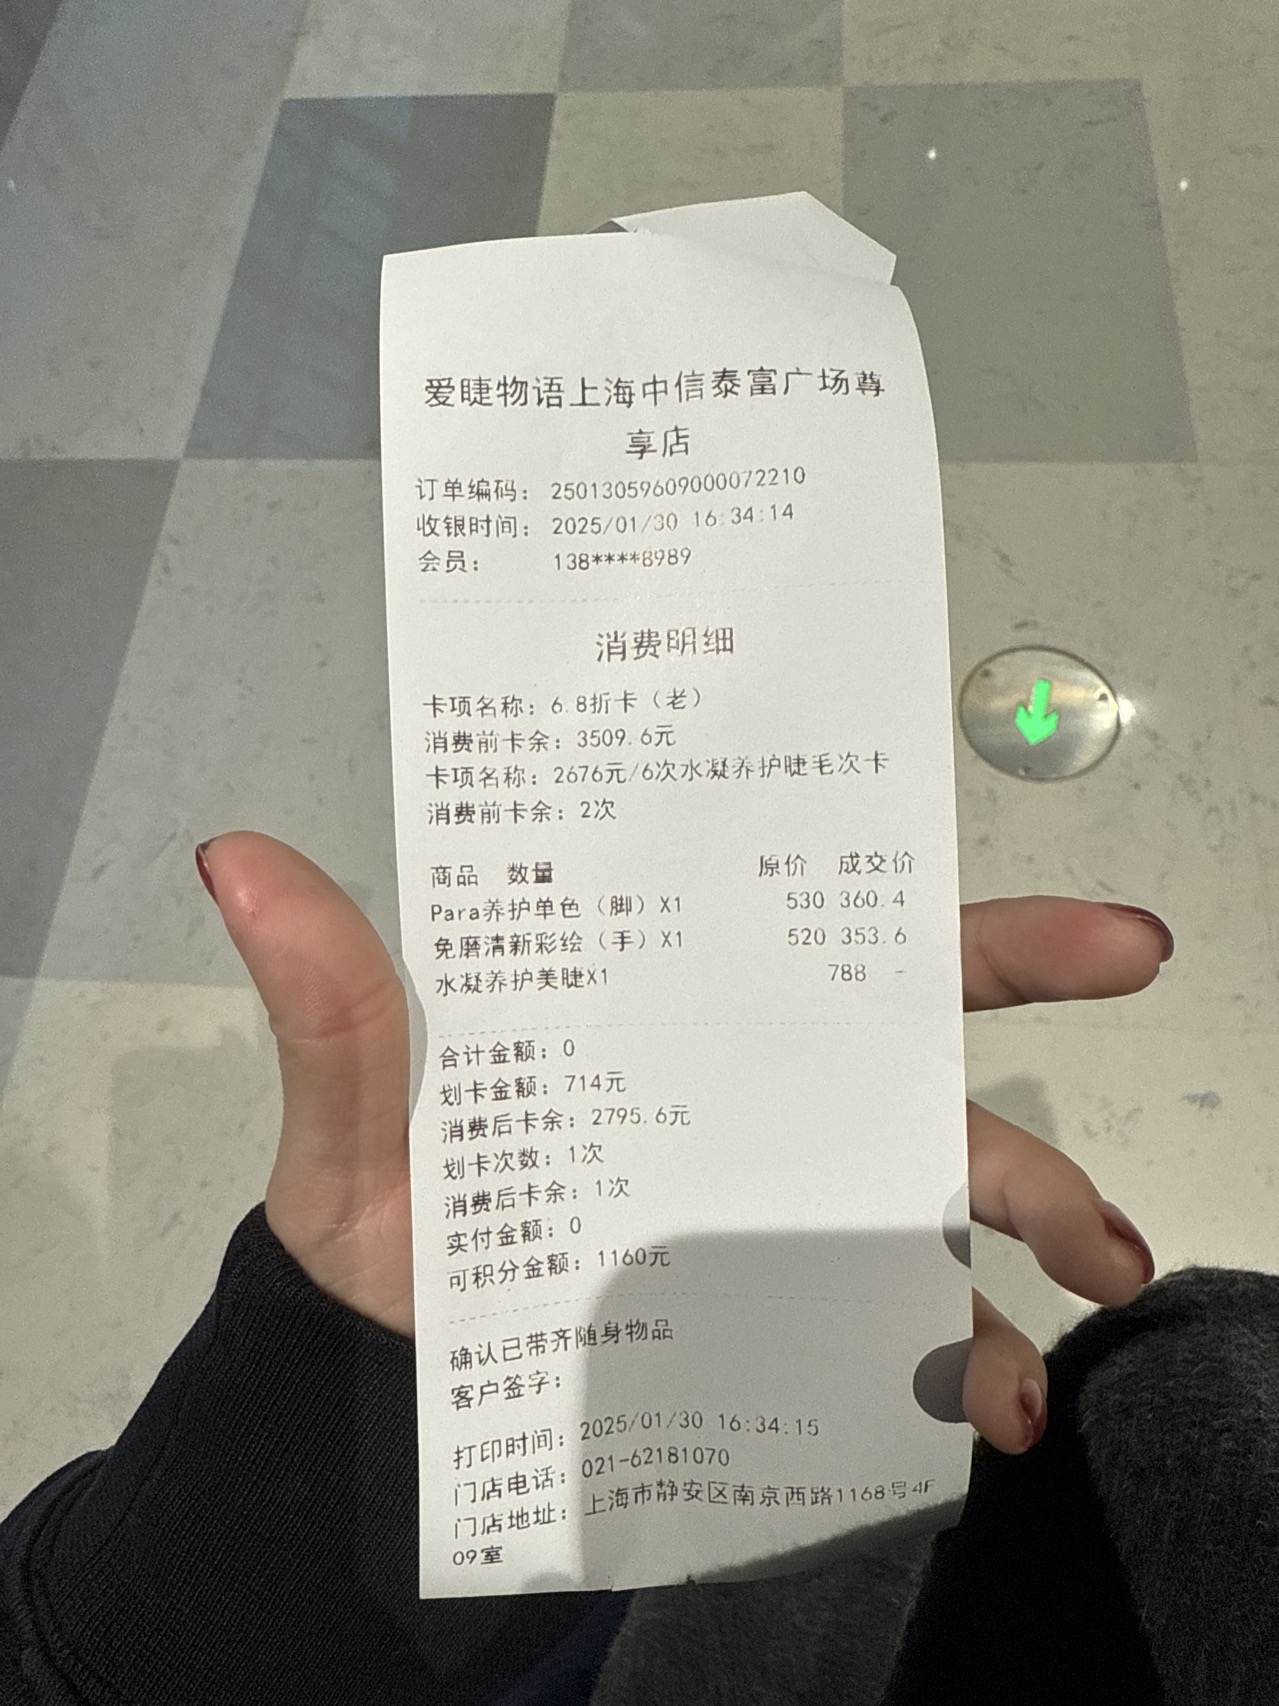 爱睫物语上海中信泰富广场尊
享店
订单编码： 25013059609000072210
收银时间： 2025/01/30 16:34:14
会员： 138****8989
消费明细
卡项名称：6.8折卡（老）
消费前卡余：3509.6元
卡项名称：2676元/6次水凝养护睫毛次卡
消费前卡余：2次
商品 数量 原价 成交价
Para养护单色（脚）X1 530 360.4
免磨清新彩绘（手）X1 520 353.6
水凝养护美睫X1 788 -
合计金额：0
划卡金额：714元
消费后卡余：2795.6元
划卡次数：1次
消费后卡余：1次
实付金额：0
可积分金额：1160元
确认已带齐随身物品
客户签字：
打印时间：2025/01/30 16:34:15
门店电话：021-62181070
门店地址：上海市静安区南京西路1168号4F
09室